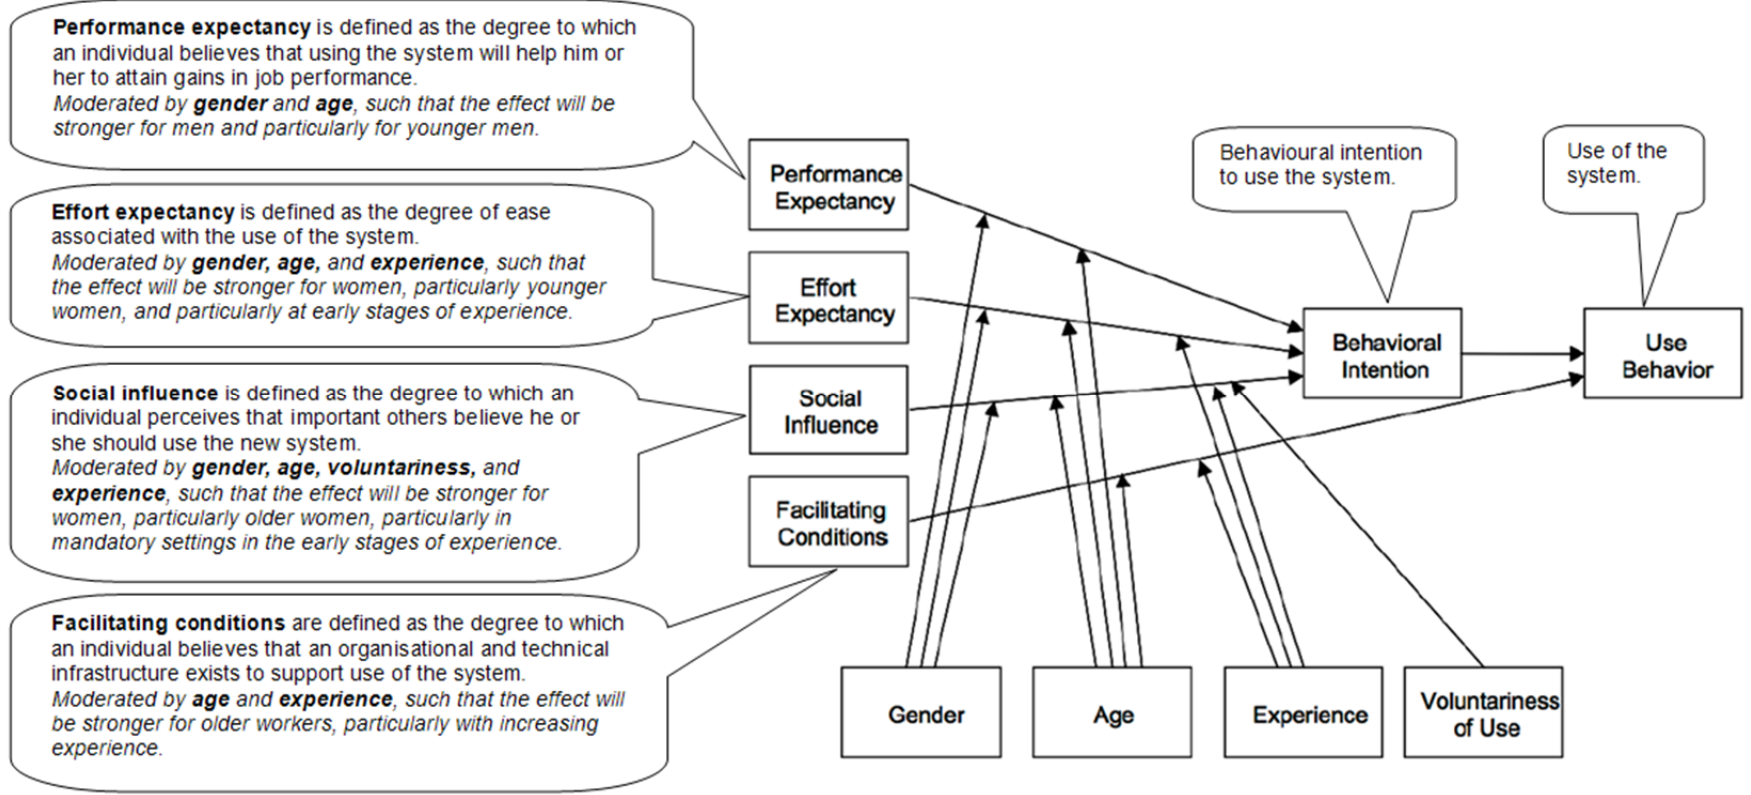 Performance expectancy is defined as the degree to which
an individual believes that using the system will help him or
her to attain gains in job performance.
Moderated by gender and age, such that the effect will be
stronger for men and particularly for younger men.
Effort expectancy is defined as the degree of ease
associated with the use of the system.
Moderated by gender, age, and experience, such that
the effect will be stronger for women, particularly younger
women, and particularly at early stages of experience.
Social influence is defined as the degree to which an
individual perceives that important others believe he or
she should use the new system.
Moderated by gender, age, voluntariness, and
experience, such that the effect will be stronger for
women, particularly older women, particularly in
mandatory settings in the early stages of experience.
Facilitating conditions are defined as the degree to which
an individual believes that an organisational and technical
infrastructure exists to support use of the system.
Moderated by age and experience, such that the effect will
be stronger for older workers, particularly with increasing
experience.
Performance
Expectancy
Effort
Expectancy
Social
Influence
Facilitating
Conditions
Behavioural intention
to use the system.
Use of the
system.
Behavioral
Intention
Use
Behavior
Gender
Age
Experience
Voluntariness
of Use